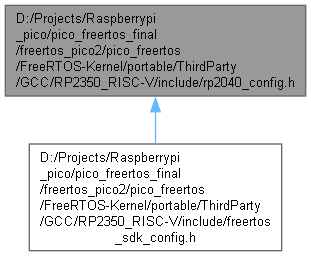 D:/Projects/Raspberrypi
_pico/pico_freertos_final
/freertos_pico2/pico_freertos
/FreeRTOS-Kernel/portable/ThirdParty
/GCC/RP2350_RISC-V/include/rp2040_config.h
D:/Projects/Raspberrypi
_pico/pico_freertos_final
/freertos_pico2/pico_freertos
/FreeRTOS-Kernel/portable/ThirdParty
/GCC/RP2350_RISC-V/include/freertos
_sdk_config.h